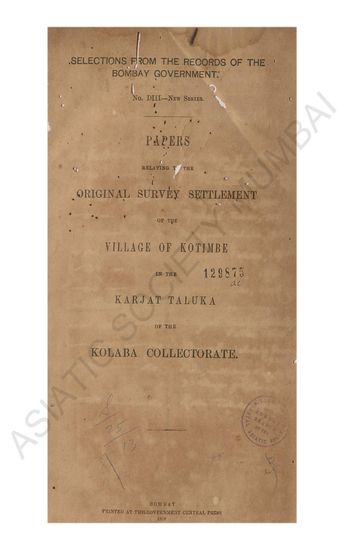 SELECTIONS FROM THE RECORDS OF THE
BOMBAY GOVERNMENT.
No. DIII—New Series.
PAPERS
RELATING TO THE
ORIGINAL SURVEY SETTLEMENT
OF THE
VILLAGE OF KOTIMBE
IN THE
129875
KARJAT TALUKA
OF THE
KOLABA COLLECTORATE.
BOMBAY
PRINTED AT THE GOVERNMENT CENTRAL PRESS
ASIATIC SOCIETY MUMBAI